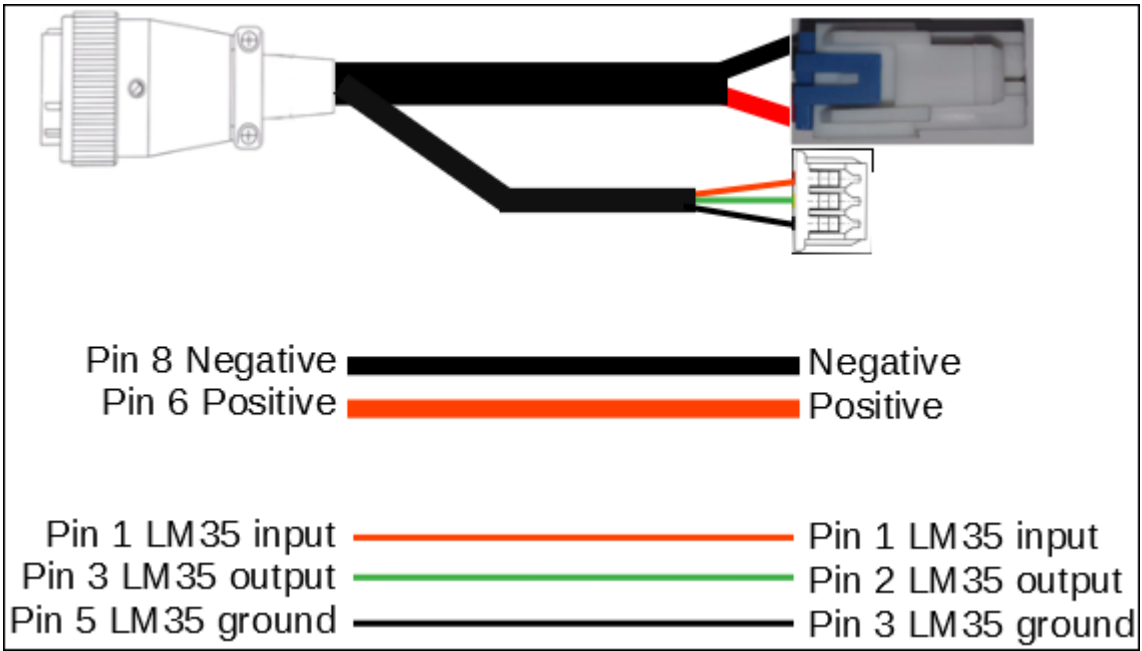 Pin 8 Negative Negative
Pin 6 Positive Positive
Pin 1 LM35 input Pin 1 LM35 input
Pin 3 LM35 output Pin 2 LM35 output
Pin 5 LM35 ground Pin 3 LM35 ground